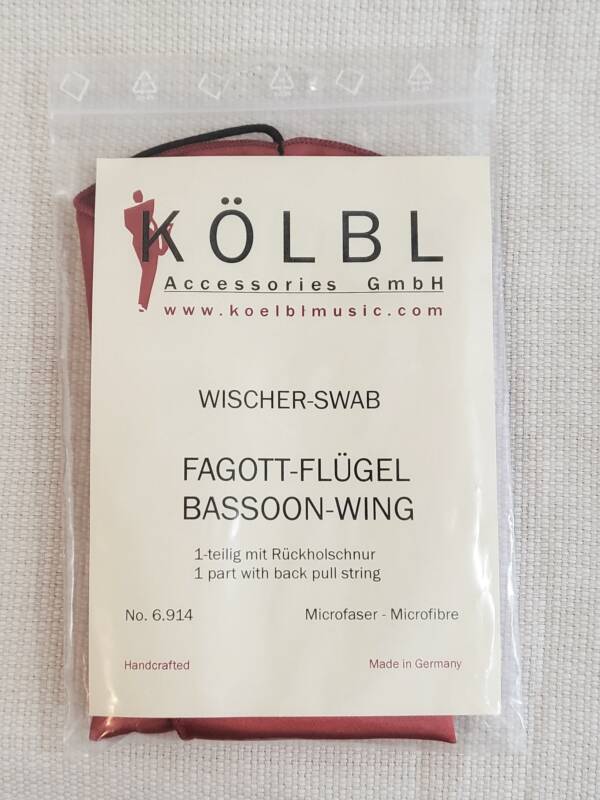 KÖLBL
Accessories GmbH
www.koelblmusic.com
WISCHER-SWAB
FAGOTT-FLÜGEL
BASSOON-WING
1-teilig mit Rückholschnur
1 part with back pull string
No. 6.914 Microfaser - Microfibre
Handcrafted Made in Germany